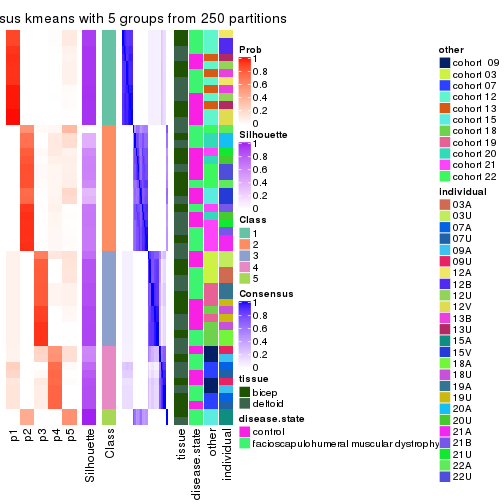 sus kmeans with 5 groups from 250 partitions
Prob
1
0.8
0.6
0.4
0.2
0
Silhouette
1
0.8
0.6
0.4
0.2
0
Class
1
2
3
4
5
Consensus
1
0.8
0.6
0.4
0.2
0
tissue
bicep
deltoid
disease.state
control
facioscapulohumeral muscular dystrophy
other
cohort 09
cohort 03
cohort 07
cohort 12
cohort 13
cohort 15
cohort 18
cohort 19
cohort 20
cohort 21
cohort 22
individual
03A
03U
07A
07U
09A
09U
12A
12B
12U
12V
13B
13U
15A
15V
18A
18U
19A
19U
20A
20U
21A
21B
21U
22A
22U
p1
p2
p3
p4
p5
Silhouette
Class
tissue
disease.state
other
individual